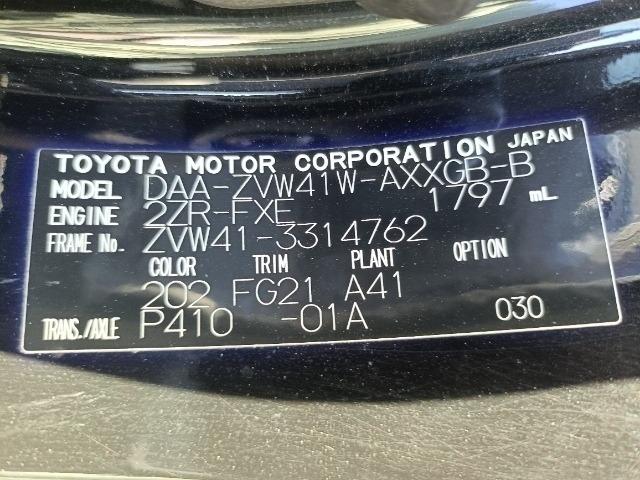 TOYOTA MOTOR CORPORATION JAPAN
MODEL DAA-ZVW41W-AXXGB-B
ENGINE 2ZR-FXE 1797 mL
FRAME No. ZVW41-3314762
COLOR TRIM PLANT OPTION
202 FG21 A41
TRANS./AXLE P410 -01A 030